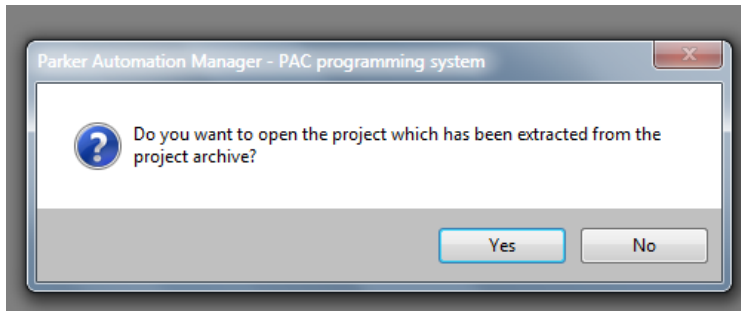 Parker Automation Manager - PAC programming system
Do you want to open the project which has been extracted from the
project archive?
Yes
No